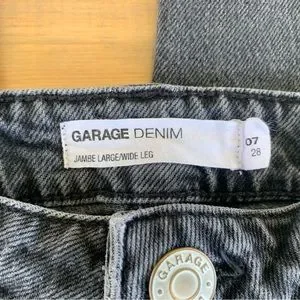 GARAGE DENIM
JAMBE LARGE/WIDE LEG
07
28
GARAGE